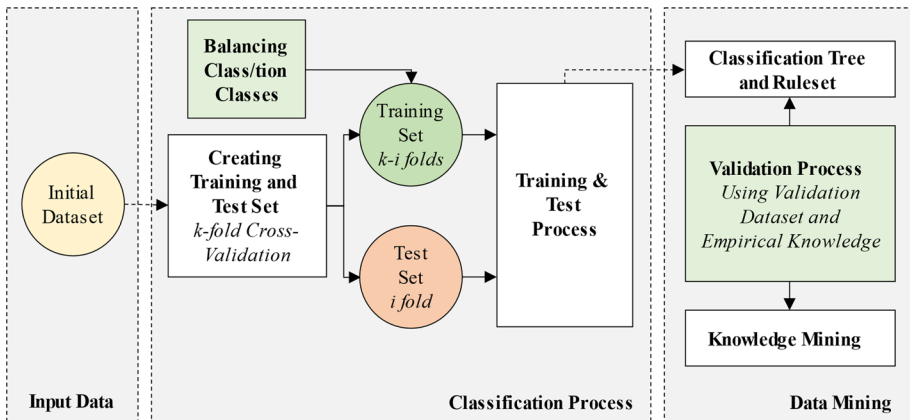 Initial
Dataset
Input Data
Balancing
Class/tion
Classes
Creating
Training and
Test Set
k-fold Cross-
Validation
Training
Set
k-i folds
Test
Set
i fold
Training &
Test
Process
Classification Process
Classification Tree
and Ruleset
Validation Process
Using Validation
Dataset and
Empirical Knowledge
Knowledge Mining
Data Mining